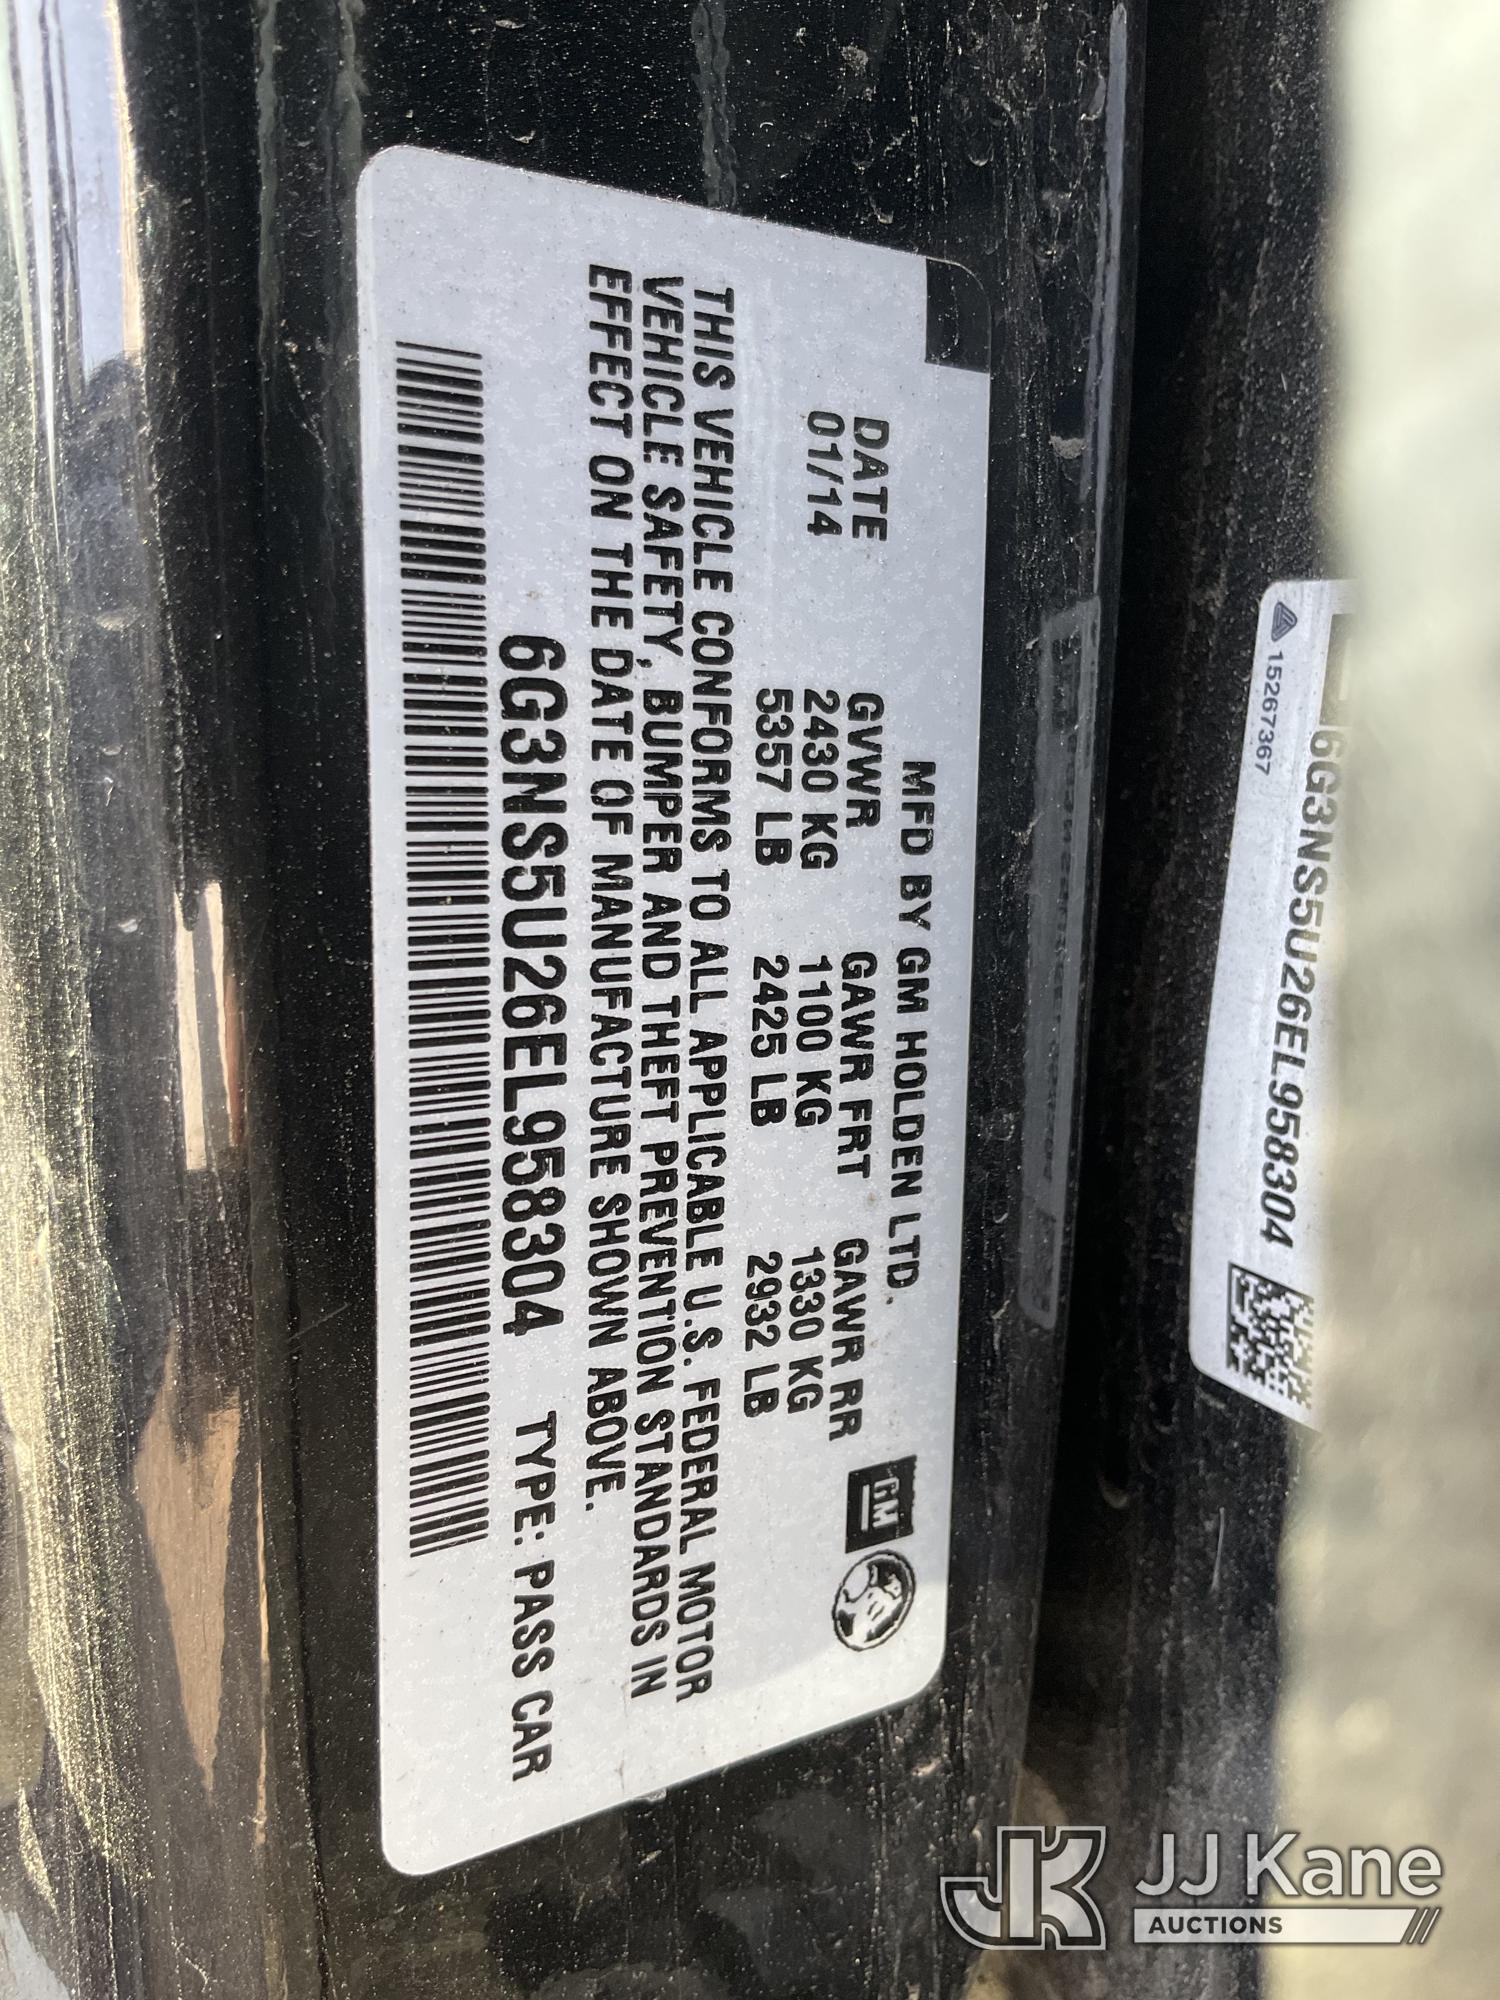 MFD BY GM HOLDEN LTD.
DATE GVWR GAWR FRT GAWR RR
01/14 2430 KG 1100 KG 1330 KG
5357 LB 2425 LB 2932 LB
GM
THIS VEHICLE CONFORMS TO ALL APPLICABLE U.S. FEDERAL MOTOR
VEHICLE SAFETY, BUMPER AND THEFT PREVENTION STANDARDS IN
EFFECT ON THE DATE OF MANUFACTURE SHOWN ABOVE.
6G3NS5U26EL958304 TYPE: PASS CAR
6G3NS5U26EL958304
15267367
JK JJ Kane
AUCTIONS